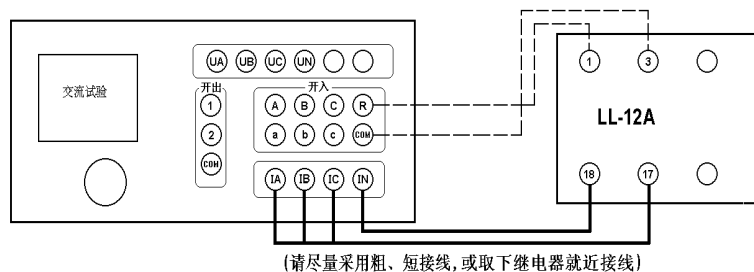 UA UB UC UN
开出 开入
交流试验
1 A B C R
2 a b c COM
COM
IA IB IC IN
1 3
LL-12A
18 17
(请尽量采用粗、短接线,或取下继电器就近接线)